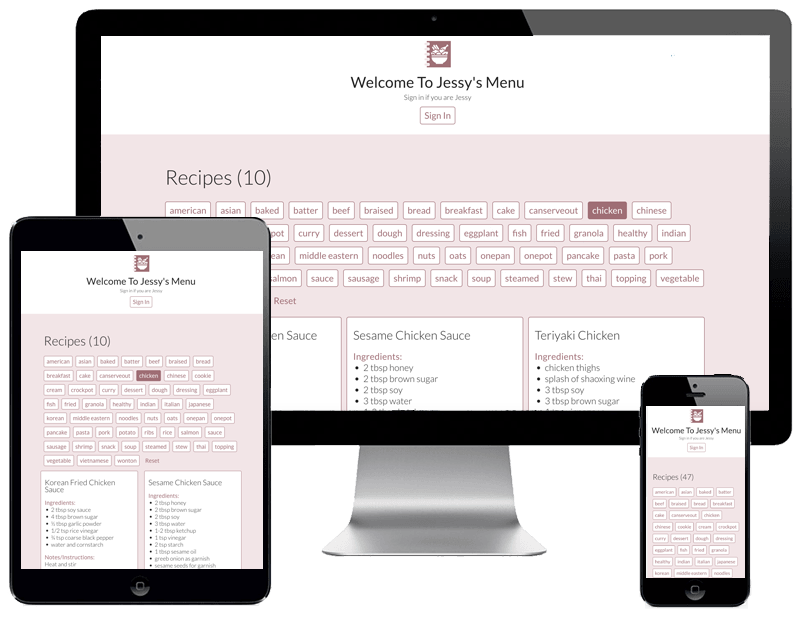 Welcome To Jessy's Menu
Sign in if you are Jessy
Sign In
Recipes (10)
american asian baked batter beef braised bread breakfast cake canserveout chicken chinese
pot curry dessert dough dressing eggplant fish fried granola healthy indian
ean middle eastern noodles nuts oats onepan onepot pancake pasta pork
salmon sauce sausage shrimp snack soup steamed stew thai topping vegetable
Reset
en Sauce
Sesame Chicken Sauce
Ingredients:
2 tbsp honey
2 tbsp brown sugar
2 tbsp soy
3 tbsp water
Teriyaki Chicken
Ingredients:
chicken thighs
splash of shaoxing wine
3 tbsp soy
3 tbsp brown sugar
Welcome To Jessy's Menu
Sign in if you are Jessy
Sign In
Recipes (10)
american asian baked batter beef braised bread
breakfast cake canserveout chicken chinese cookie
cream crockpot curry dessert dough dressing eggplant
fish fried granola healthy indian italian japanese
korean middle eastern noodles nuts oats onepan onepot
pancake pasta pork potato ribs rice salmon sauce
sausage shrimp snack soup steamed stew thai topping
vegetable vietnamese wonton Reset
Korean Fried Chicken
Sauce
Ingredients:
2 tbsp soy sauce
4 tbsp brown sugar
½ tbsp garlic powder
1/2 tsp rice vinegar
¾ tsp coarse black pepper
water and cornstarch
Notes/Instructions:
Heat and stir
Sesame Chicken Sauce
Ingredients:
2 tbsp honey
2 tbsp brown sugar
2 tbsp soy
3 tbsp water
1-2 tbsp ketchup
1 tsp vinegar
2 tsp starch
1 tbsp sesame oil
greeb onion as garnish
sesame seeds for garnish
Welcome To Jessy's Menu
Sign in if you are Jessy
Sign In
Recipes (47)
american asian baked batter
beef braised bread breakfast
cake canserveout chicken
chinese cookie cream crockpot
curry dessert dough dressing
eggplant fish fried granola
healthy indian italian japanese
korean middle eastern noodles